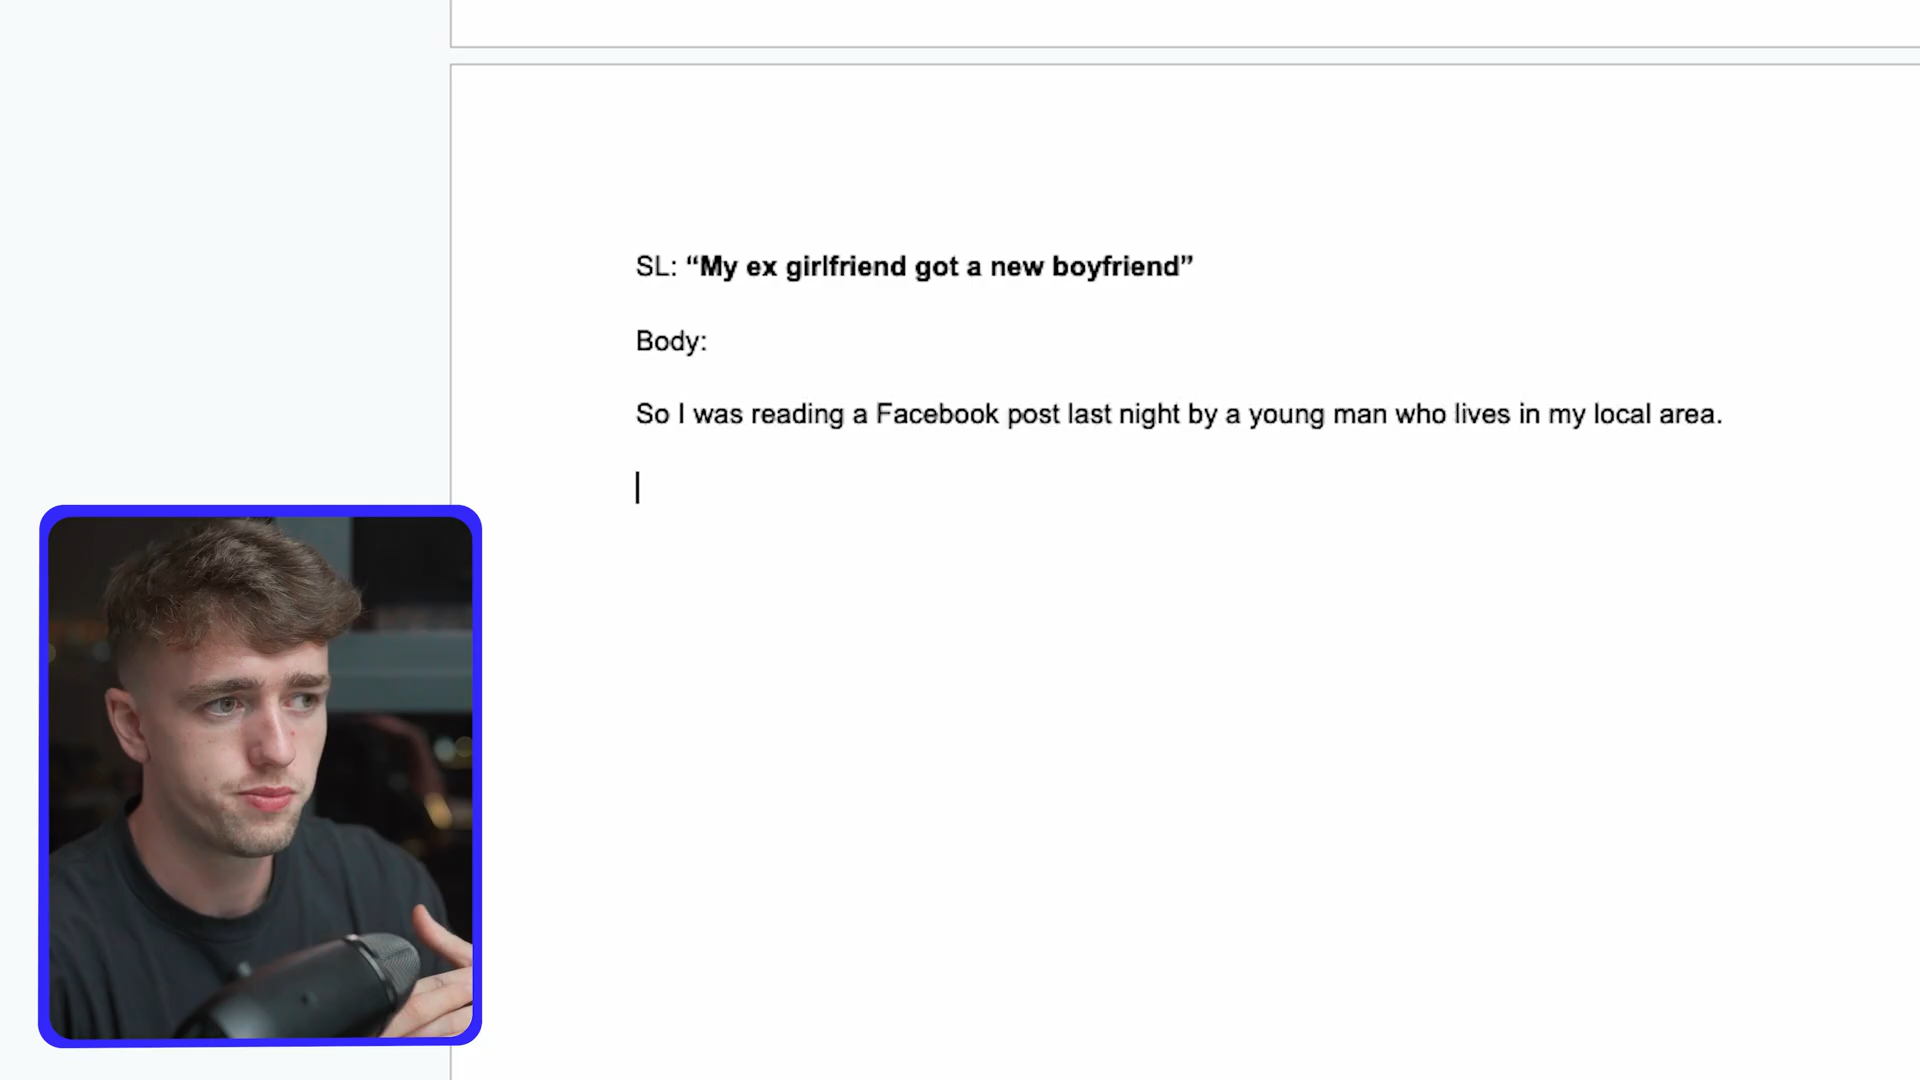 SL: “My ex girlfriend got a new boyfriend”
Body:
So I was reading a Facebook post last night by a young man who lives in my local area.